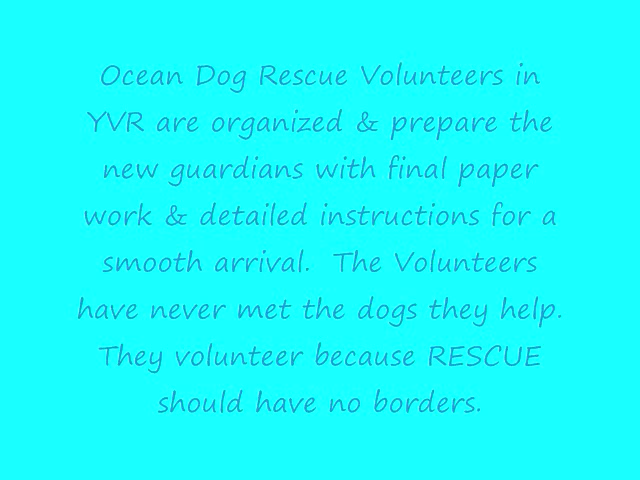 Ocean Dog Rescue Volunteers in
YVR are organized & prepare the
new guardians with final paper
work & detailed instructions for a
smooth arrival.  The Volunteers
have never met the dogs they help.
They volunteer because RESCUE
should have no borders.